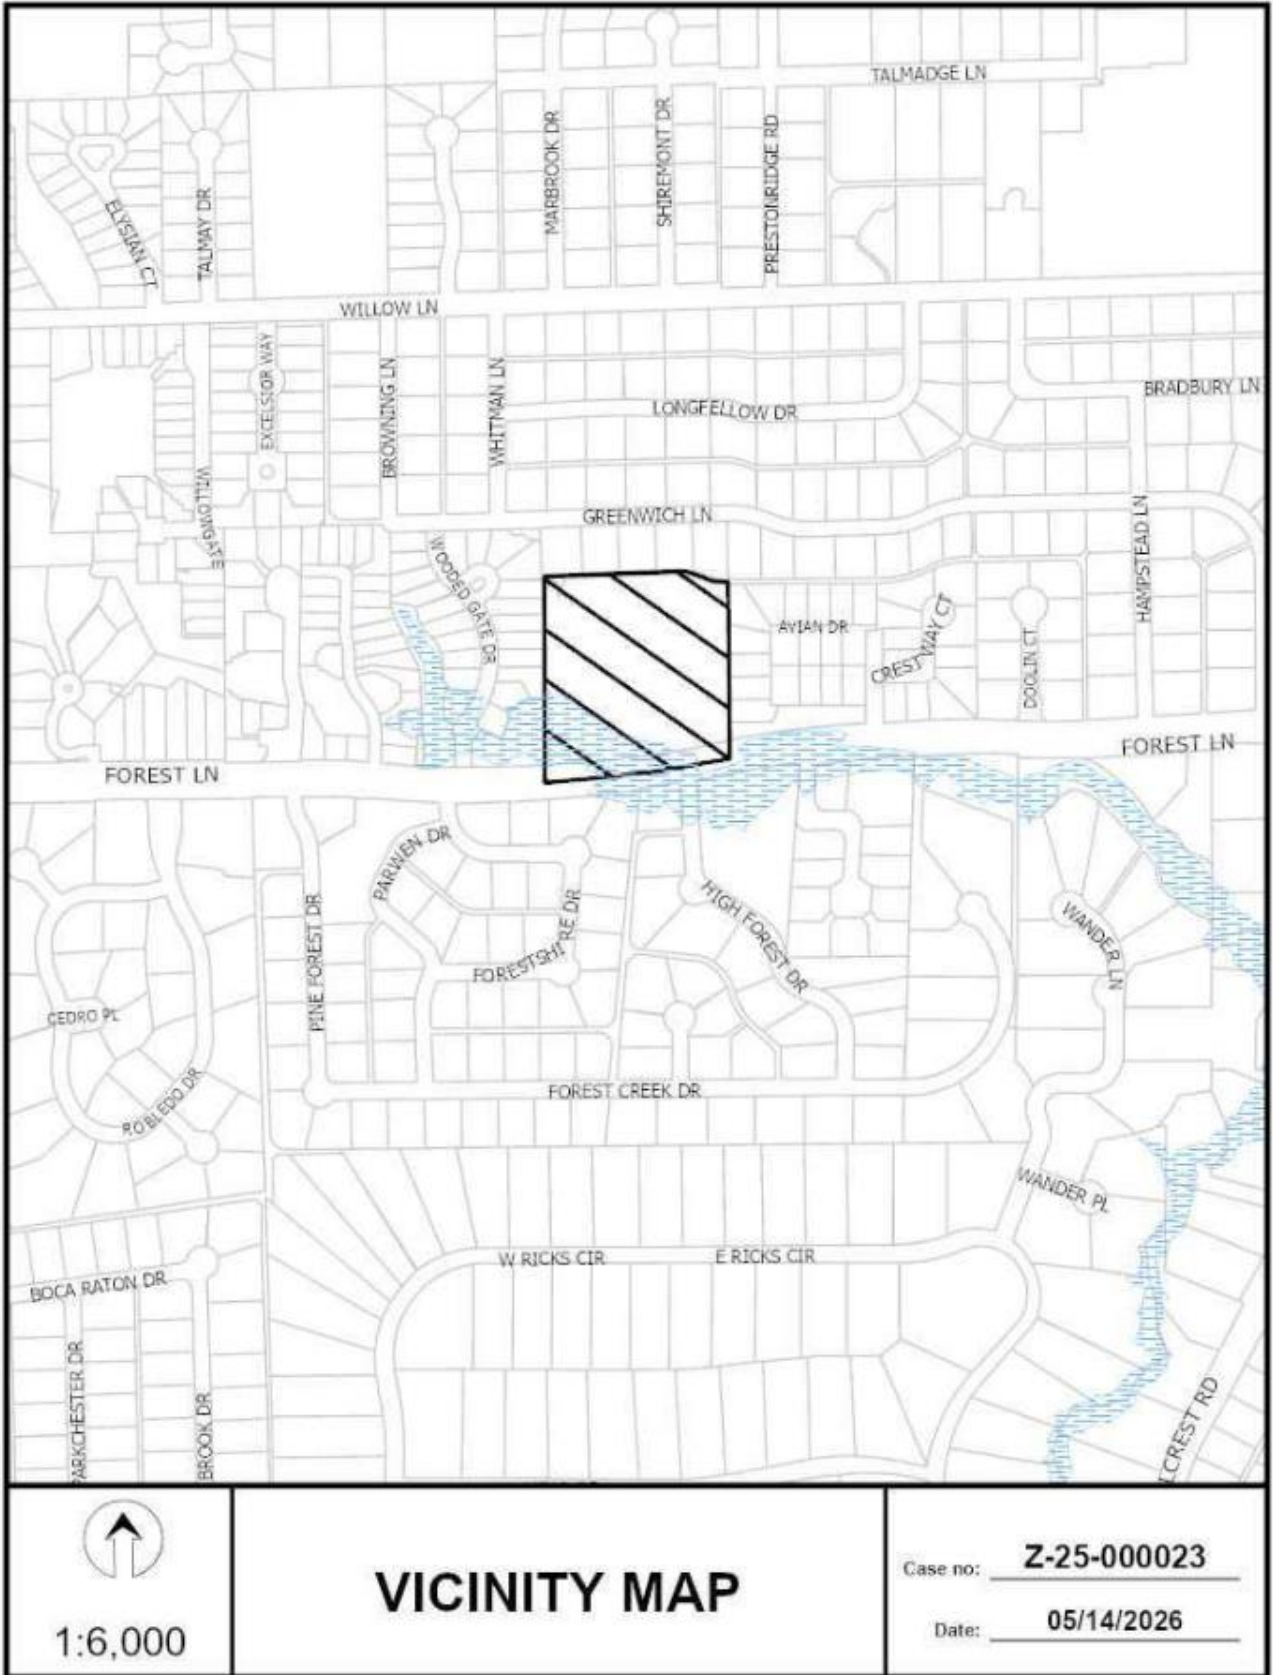 TALMADGE LN
MARBROOK DR
SHIREMONT DR
PRESTONRIDGE RD
ELYSIAN CT
TALMAY DR
WILLOW LN
EXCELSIOR WAY
BROWNING LN
WHITMAN LN
LONGFELLOW DR
BRADBURY LN
WILLOWGATE
GREENWICH LN
HAMPSTEAD LN
WOODED GATE DR
AVIAN DR
CREST WAY CT
DOOLIN CT
FOREST LN
FOREST LN
PARWEN DR
PINE FOREST DR
FORESTSHIRE DR
HIGH FOREST DR
WANDER LN
CEDRO PL
ROBLEDO DR
FOREST CREEK DR
WANDER PL
W RICKS CIR
E RICKS CIR
BOCA RATON DR
PARKCHESTER DR
BROOK DR
LCREST RD
1:6,000
VICINITY MAP
Case no: Z-25-000023
Date: 05/14/2026